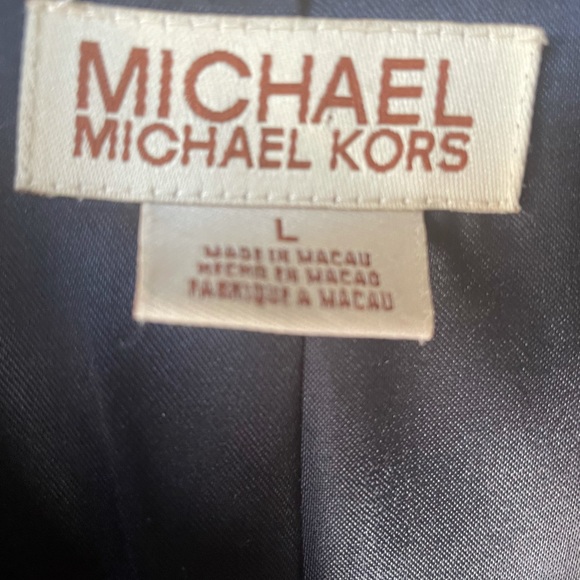 MICHAEL
MICHAEL KORS
L
MADE IN MACAU
HECHO EN MACAO
FABRIQUE A MACAU